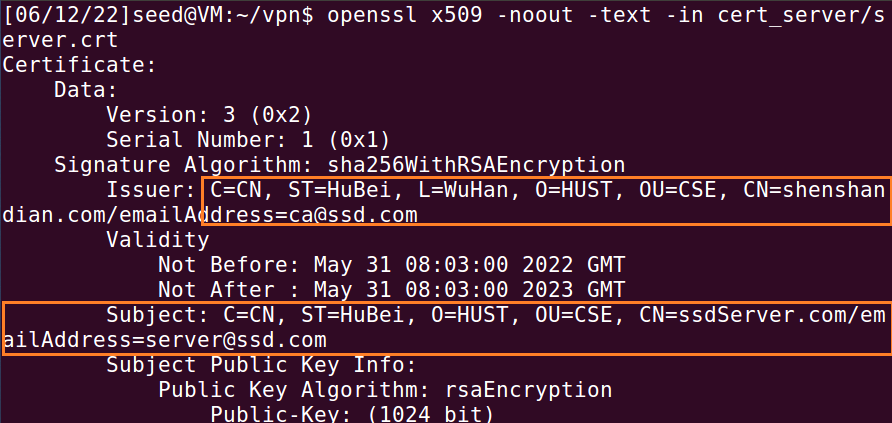 [06/12/22]seed@VM:~/vpn$ openssl x509 -noout -text -in cert_server/s
erver.crt
Certificate:
    Data:
        Version: 3 (0x2)
        Serial Number: 1 (0x1)
    Signature Algorithm: sha256WithRSAEncryption
        Issuer: C=CN, ST=HuBei, L=WuHan, O=HUST, OU=CSE, CN=shenshan
dian.com/emailAddress=ca@ssd.com
        Validity
            Not Before: May 31 08:03:00 2022 GMT
            Not After : May 31 08:03:00 2023 GMT
        Subject: C=CN, ST=HuBei, O=HUST, OU=CSE, CN=ssdServer.com/em
ailAddress=server@ssd.com
        Subject Public Key Info:
            Public Key Algorithm: rsaEncryption
                Public-Key: (1024 bit)